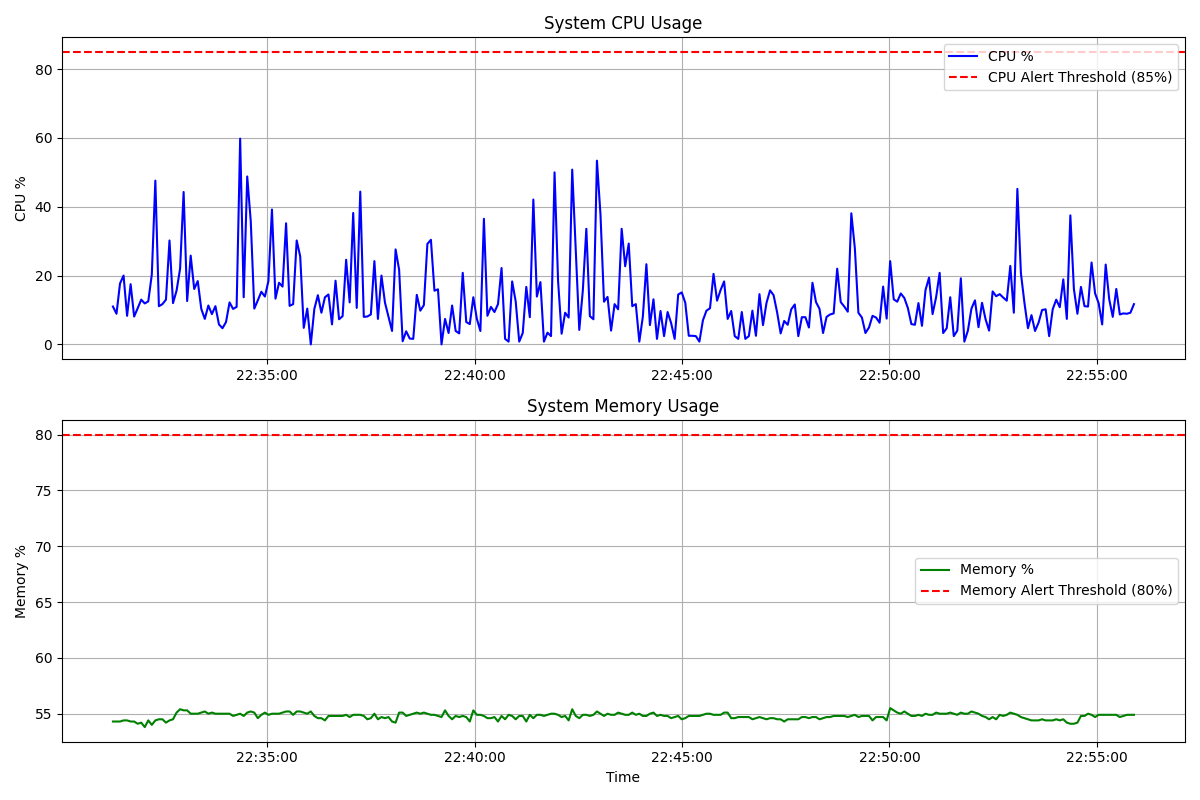 System CPU Usage
CPU %
80
60
40
20
0
CPU %
CPU Alert Threshold (85%)
22:35:00 22:40:00 22:45:00 22:50:00 22:55:00
System Memory Usage
Memory %
80
75
70
65
60
55
Memory %
Memory Alert Threshold (80%)
22:35:00 22:40:00 22:45:00 22:50:00 22:55:00
Time